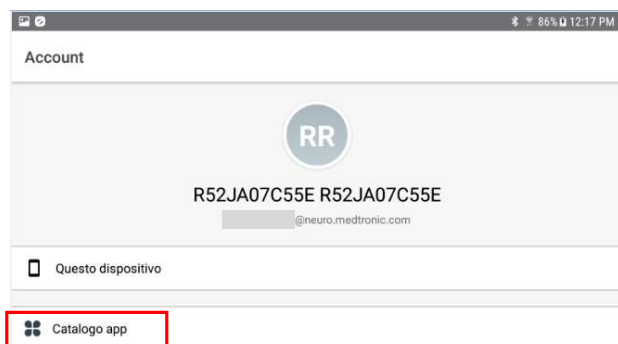 86% 12:17 PM
Account
RR
R52JA07C55E R52JA07C55E
@neuro.medtronic.com
Questo dispositivo
Catalogo app